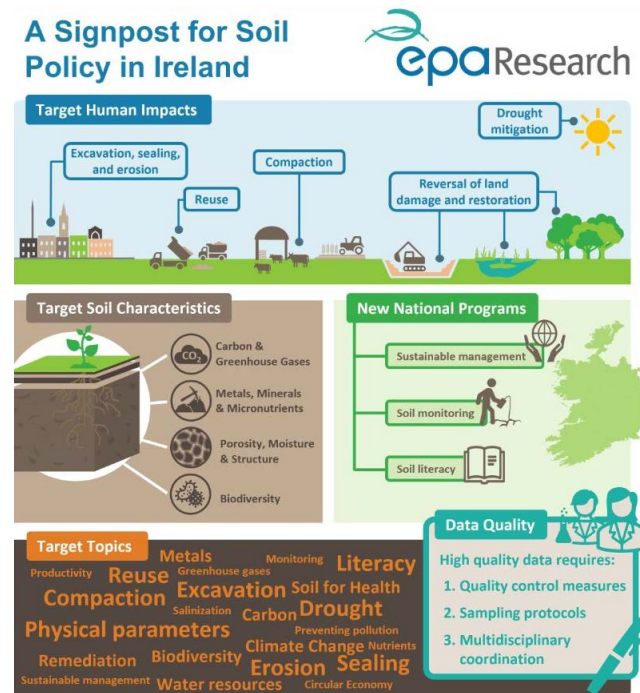 A Signpost for Soil
Policy in Ireland
epaResearch
Target Human Impacts
Drought
mitigation
Excavation, sealing,
and erosion
Reuse
Compaction
Reversal of land
damage and restoration
Target Soil Characteristics
CO₂
Carbon &
Greenhouse Gases
Metals, Minerals
& Micronutrients
Porosity, Moisture
& Structure
Biodiversity
New National Programs
Sustainable management
Soil monitoring
Soil literacy
Target Topics
Metals
Monitoring
Literacy
Productivity
Reuse
Greenhouse gases
Compaction
Excavation
Soil for Health
Salinization
Carbon
Drought
Physical parameters
Preventing pollution
Climate Change
Nutrients
Remediation
Biodiversity
Erosion
Sealing
Sustainable management
Water resources
Circular Economy
Data Quality
High quality data requires:
1. Quality control measures
2. Sampling protocols
3. Multidisciplinary
coordination